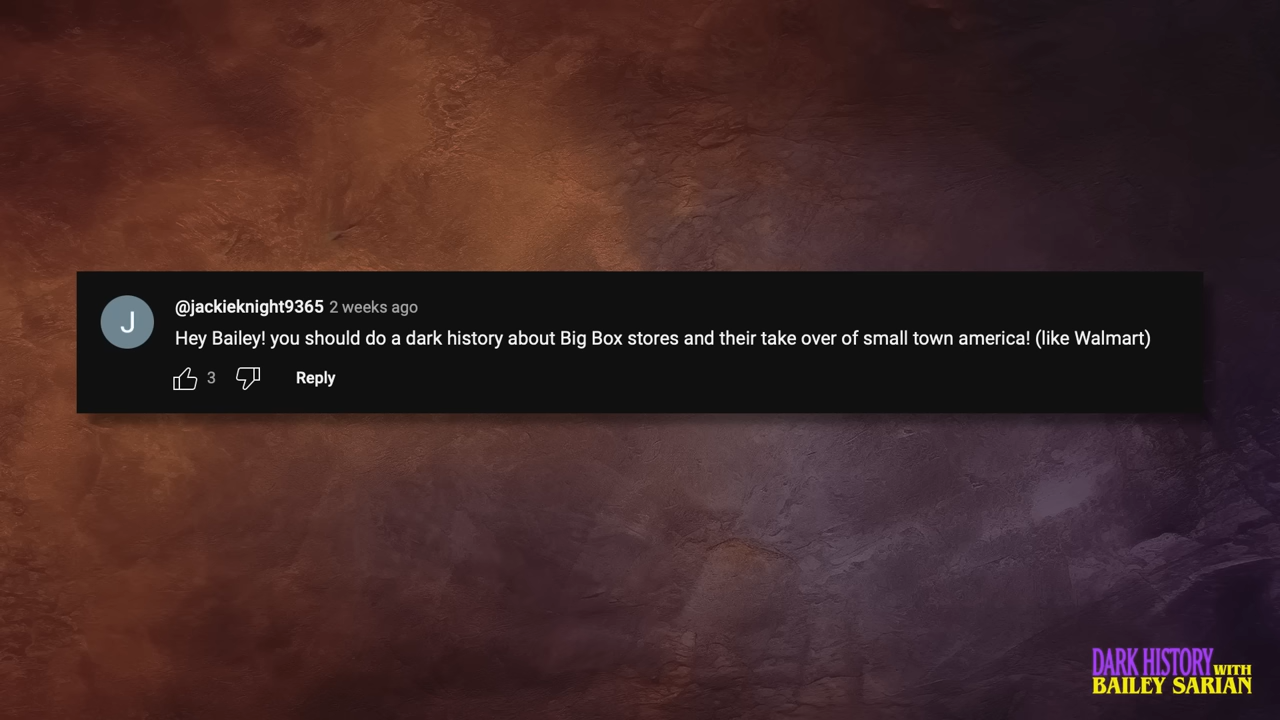 J
@jackieknight9365 2 weeks ago
Hey Bailey! you should do a dark history about Big Box stores and their take over of small town america! (like Walmart)
3 Reply
DARK HISTORY WITH
BAILEY SARIAN